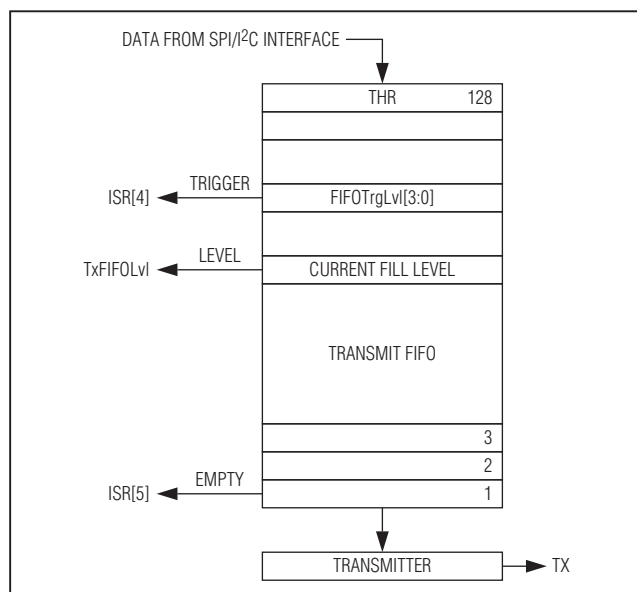 DATA FROM SPI/I2C INTERFACE
THR 128
TRIGGER
ISR[4]
FIFOTrgLvl[3:0]
LEVEL
TxFIFOLvl
CURRENT FILL LEVEL
TRANSMIT FIFO
3
2
EMPTY
ISR[5]
1
TRANSMITTER
TX